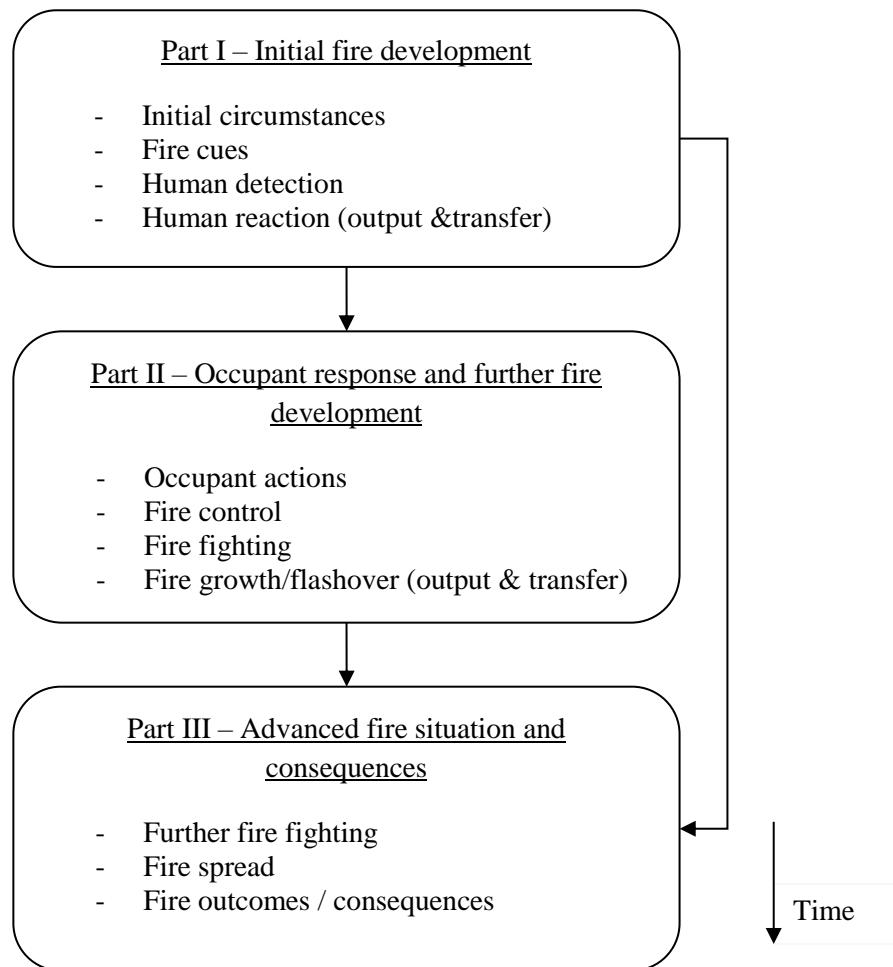 Part I – Initial fire development
- Initial circumstances
- Fire cues
- Human detection
- Human reaction (output &transfer)
Part II – Occupant response and further fire
development
- Occupant actions
- Fire control
- Fire fighting
- Fire growth/flashover (output & transfer)
Part III – Advanced fire situation and
consequences
- Further fire fighting
- Fire spread
- Fire outcomes / consequences
Time